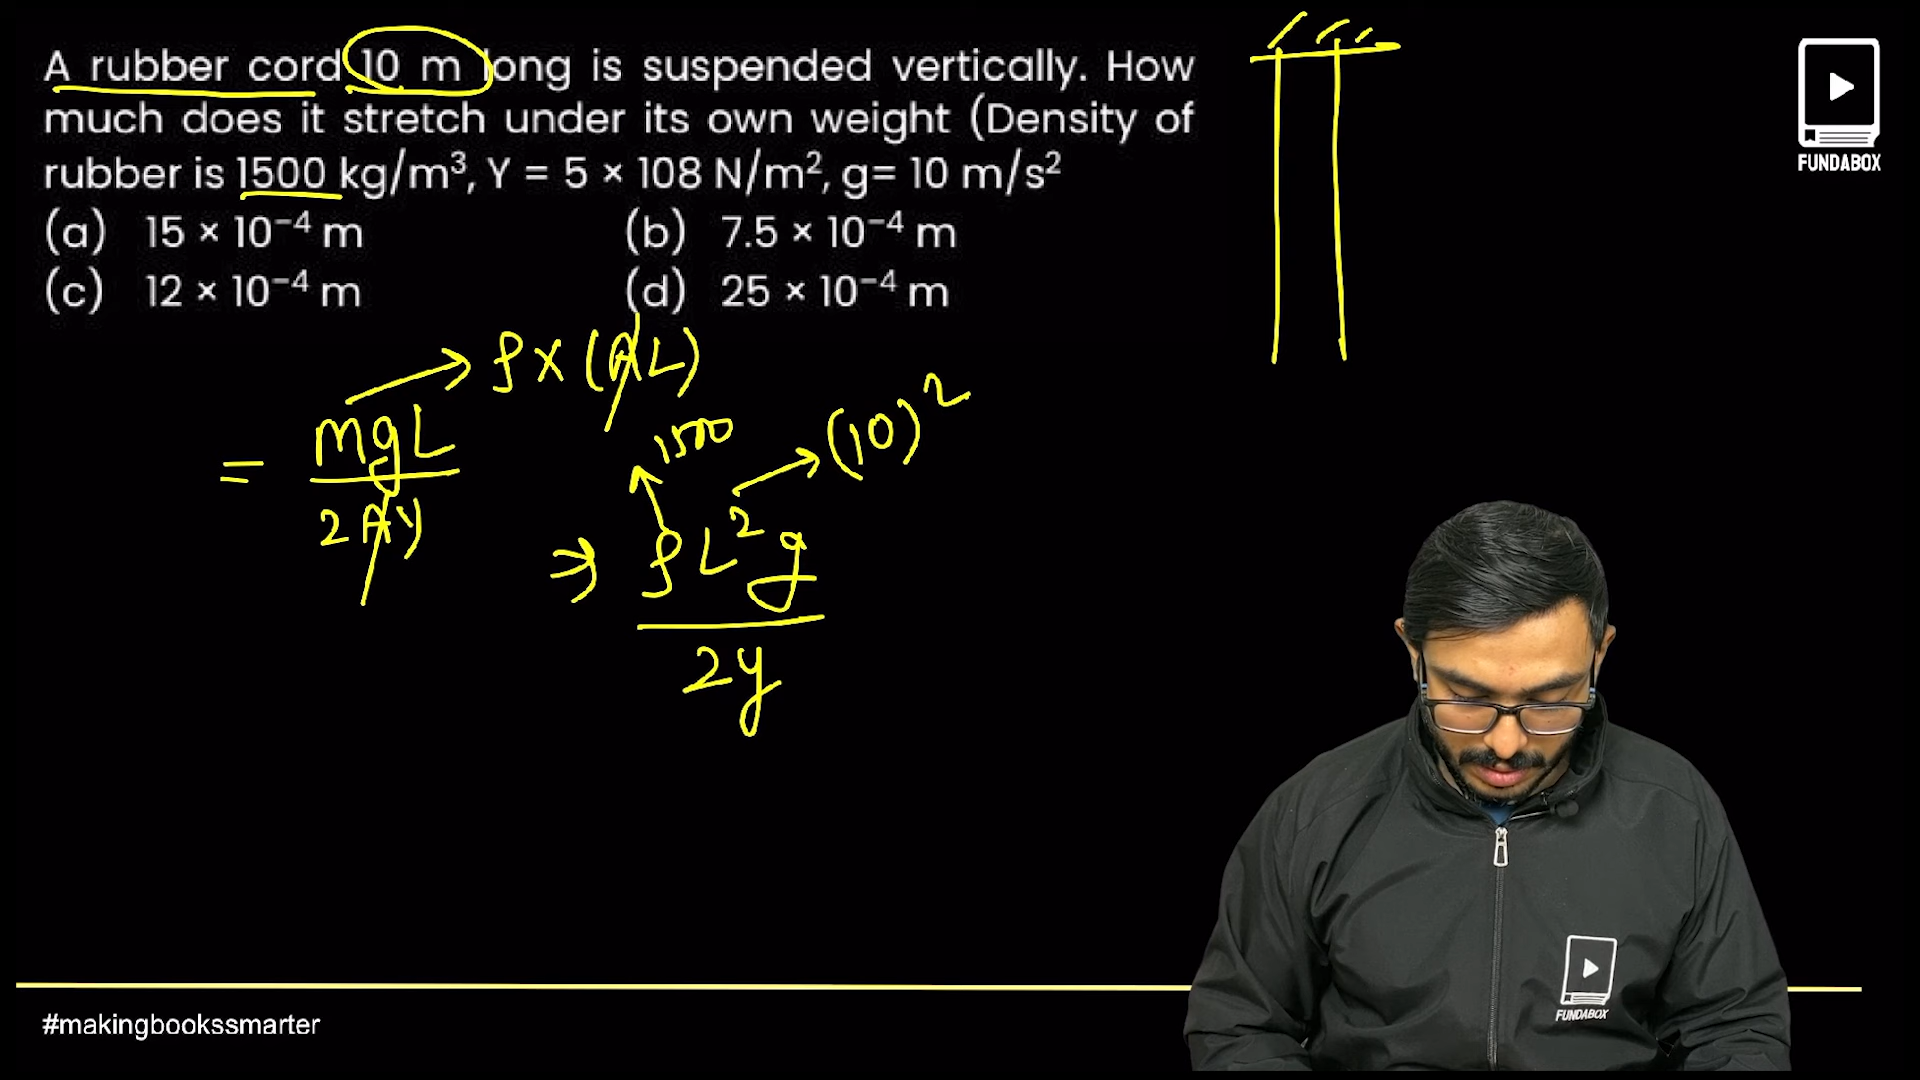 A rubber cord 10 m long is suspended vertically. How
much does it stretch under its own weight (Density of
rubber is 1500 kg/m³, Y = 5 × 108 N/m², g= 10 m/s²
(a) 15 × 10⁻⁴ m (b) 7.5 × 10⁻⁴ m
(c) 12 × 10⁻⁴ m (d) 25 × 10⁻⁴ m
FUNDABOX
ρ × (AL)
= mgL
2AY
1500
(10)²
⇒ ρL²g
2y
FUNDABOX
#makingbookssmarter